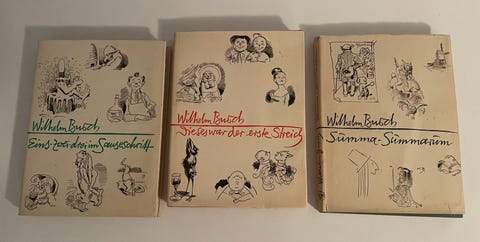 Wilhelm Busch
Eins-zwei-drei im Sauseschritt
Wilhelm Busch
Dieses war der erste Streich
Wilhelm Busch
Summa-Summarum